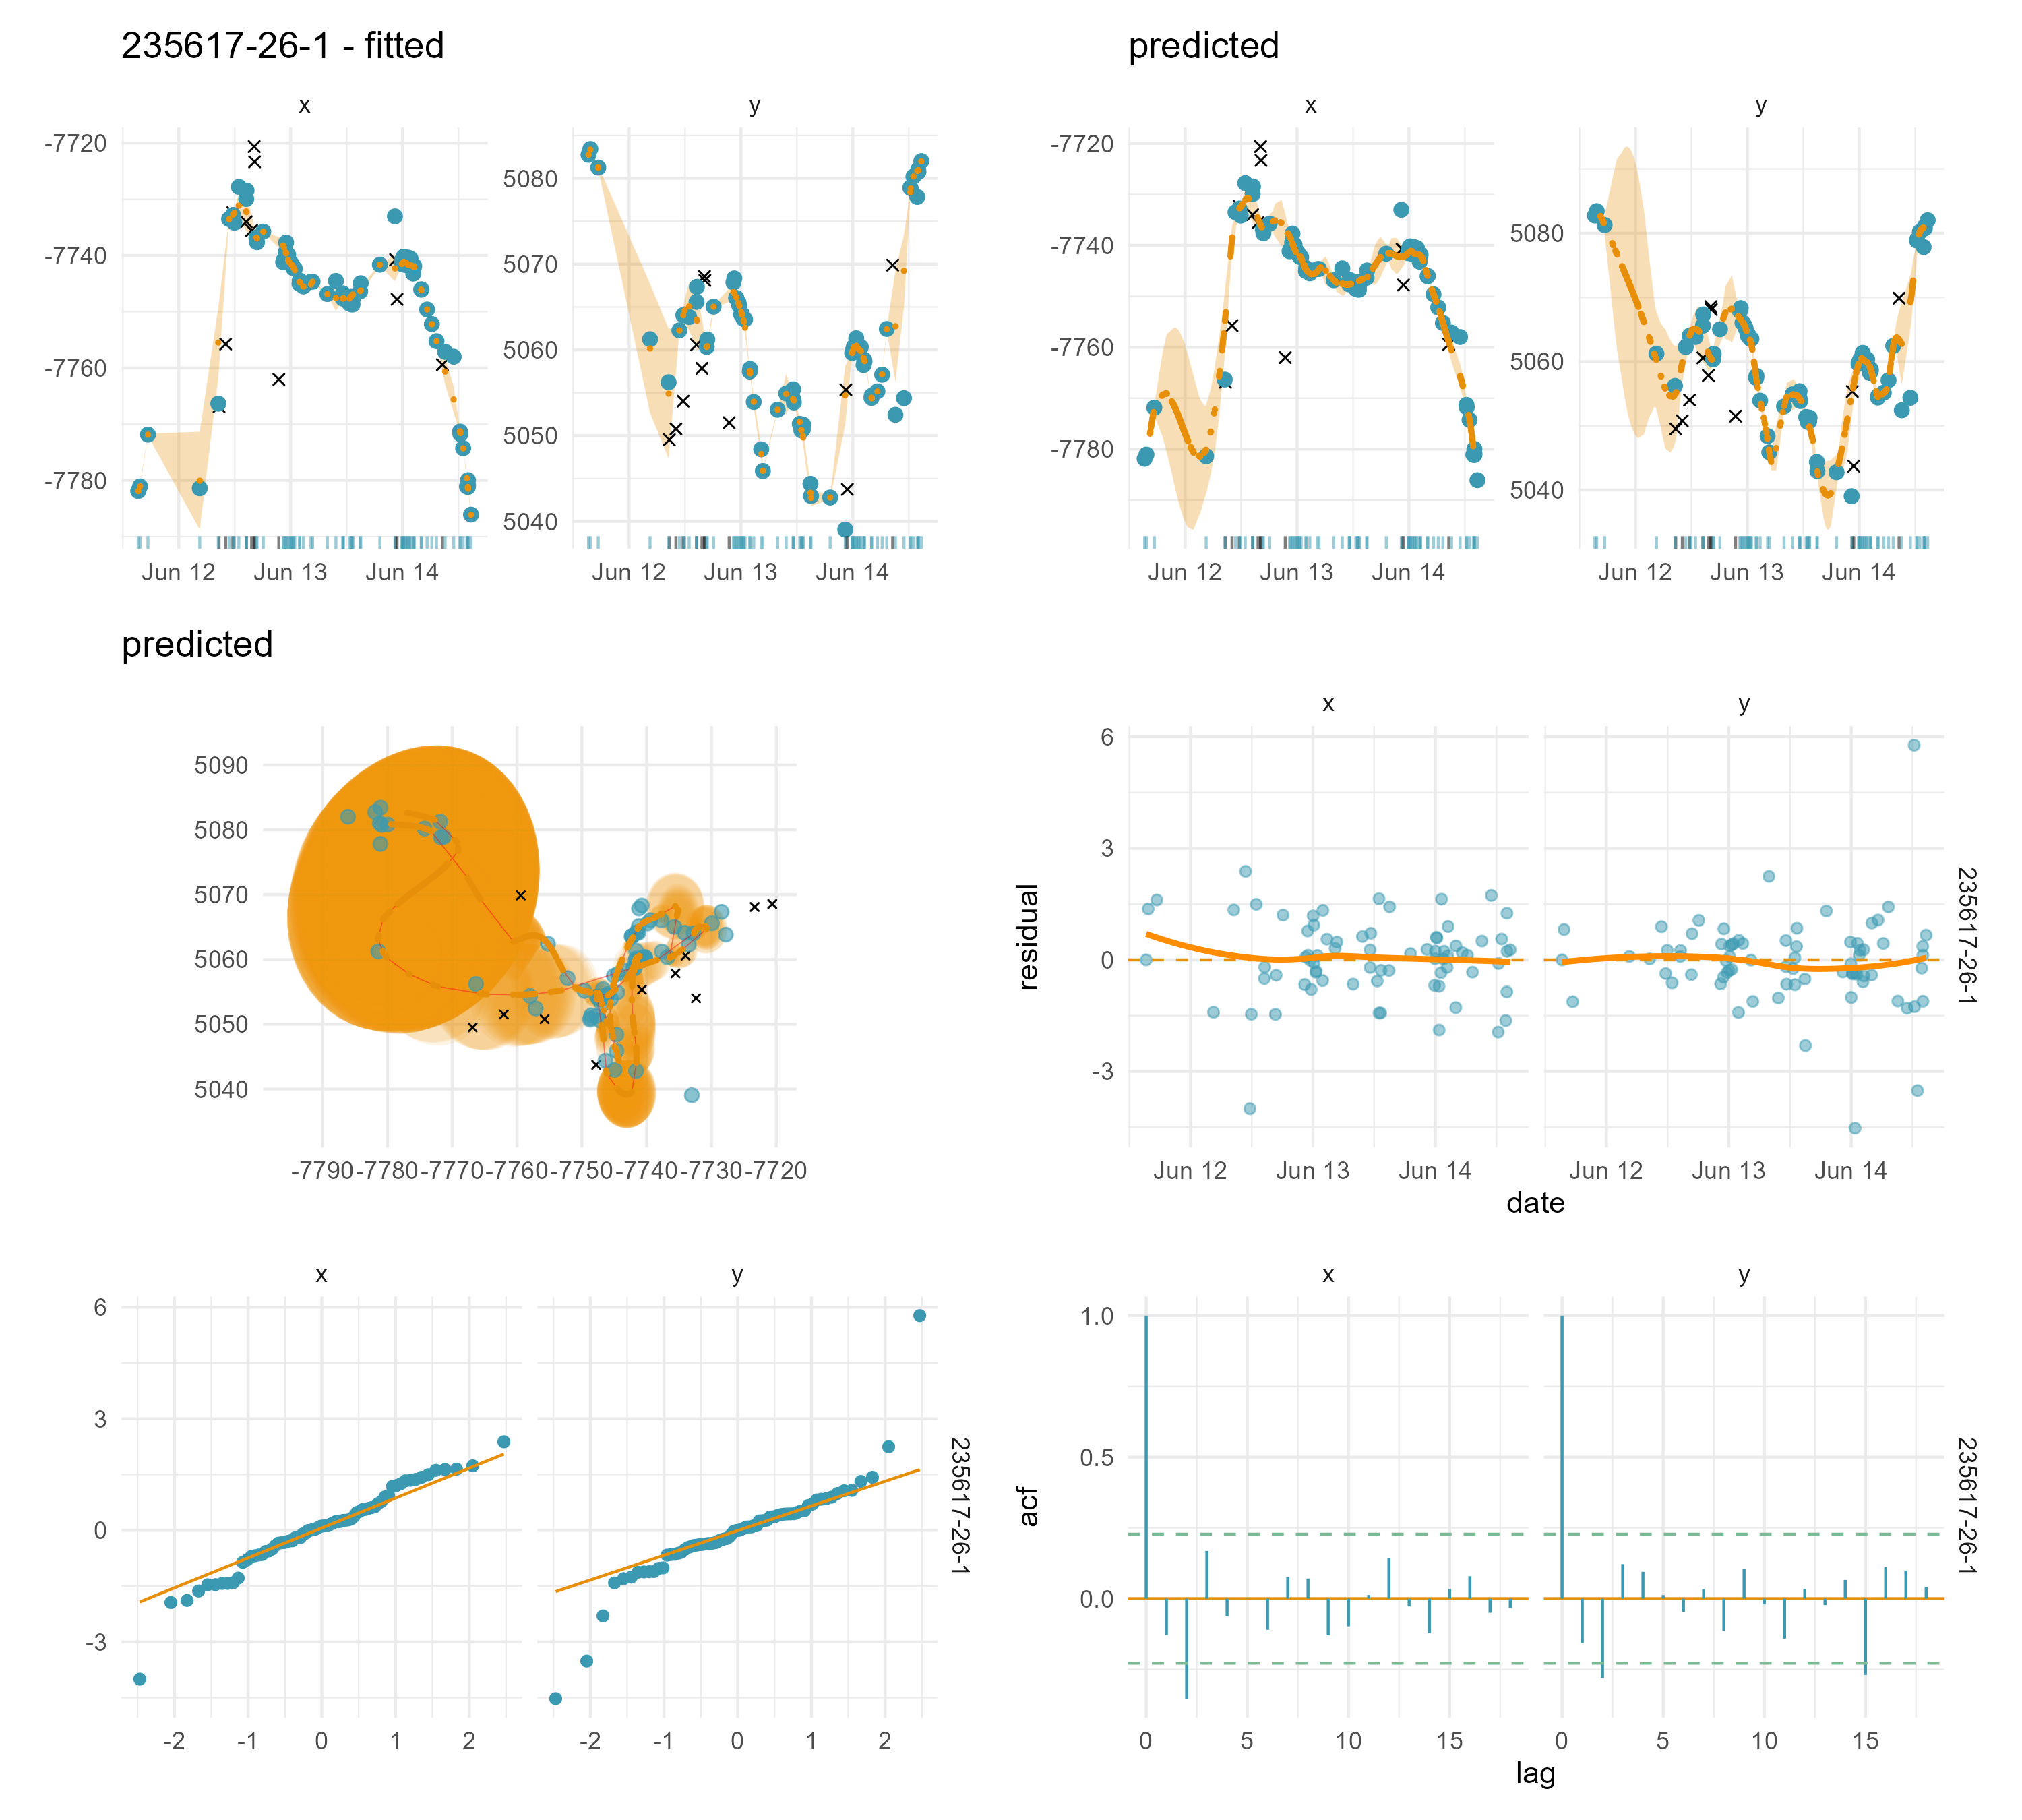 235617-26-1 - fitted
predicted
x
y
x
y
-7720
-7740
-7760
-7780
5080
5070
5060
5050
5040
-7720
-7740
-7760
-7780
5080
5060
5040
Jun 12 Jun 13 Jun 14
Jun 12 Jun 13 Jun 14
Jun 12 Jun 13 Jun 14
Jun 12 Jun 13 Jun 14
predicted
5090
5080
5070
5060
5050
5040
-7790 -7780 -7770 -7760 -7750 -7740 -7730 -7720
x
y
residual
6
3
0
-3
235617-26-1
Jun 12 Jun 13 Jun 14
Jun 12 Jun 13 Jun 14
date
x
y
6
3
0
-3
235617-26-1
-2 -1 0 1 2
-2 -1 0 1 2
x
y
acf
1.0
0.5
0.0
235617-26-1
0 5 10 15
0 5 10 15
lag